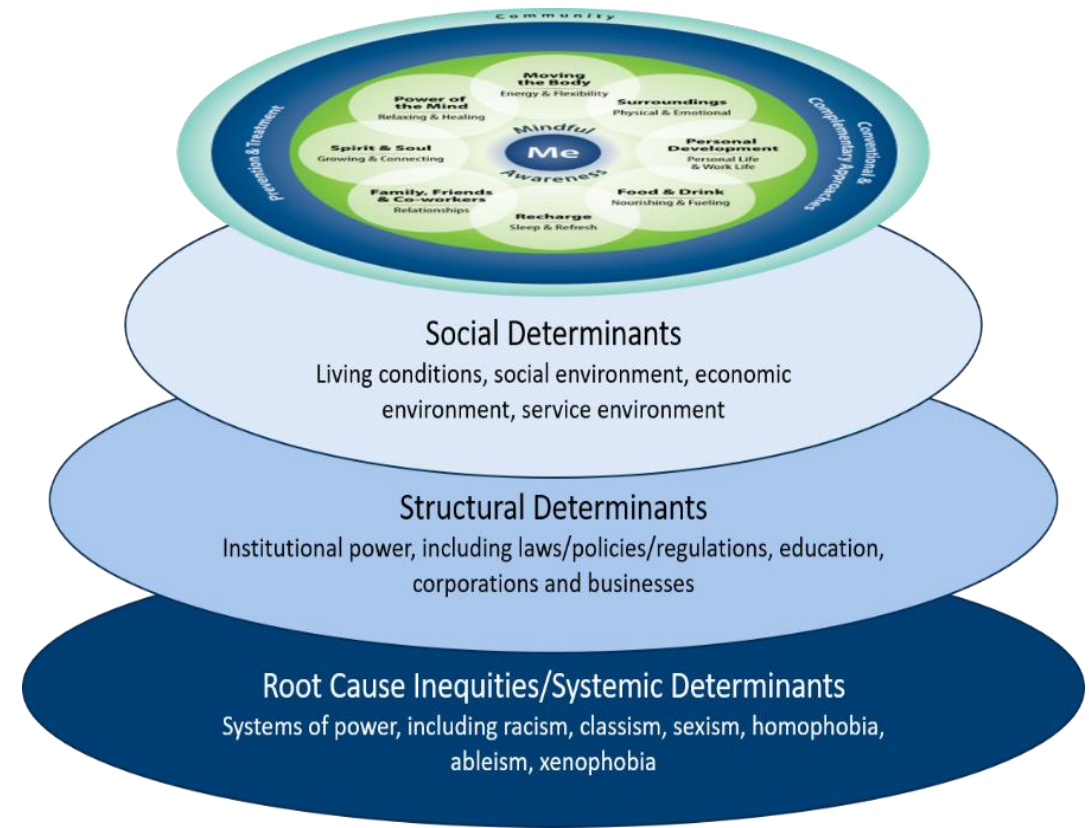 Community
Prevention & Treatment
Conventional &
Complementary Approaches
Moving
the Body
Energy & Flexibility
Surroundings
Physical & Emotional
Personal
Development
Personal Life
& Work Life
Food & Drink
Nourishing & Fueling
Recharge
Sleep & Refresh
Family, Friends
& Co-workers
Relationships
Spirit & Soul
Growing & Connecting
Power of
the Mind
Relaxing & Healing
Mindful
Me
Awareness
Social Determinants
Living conditions, social environment, economic
environment, service environment
Structural Determinants
Institutional power, including laws/policies/regulations, education,
corporations and businesses
Root Cause Inequities/Systemic Determinants
Systems of power, including racism, classism, sexism, homophobia,
ableism, xenophobia